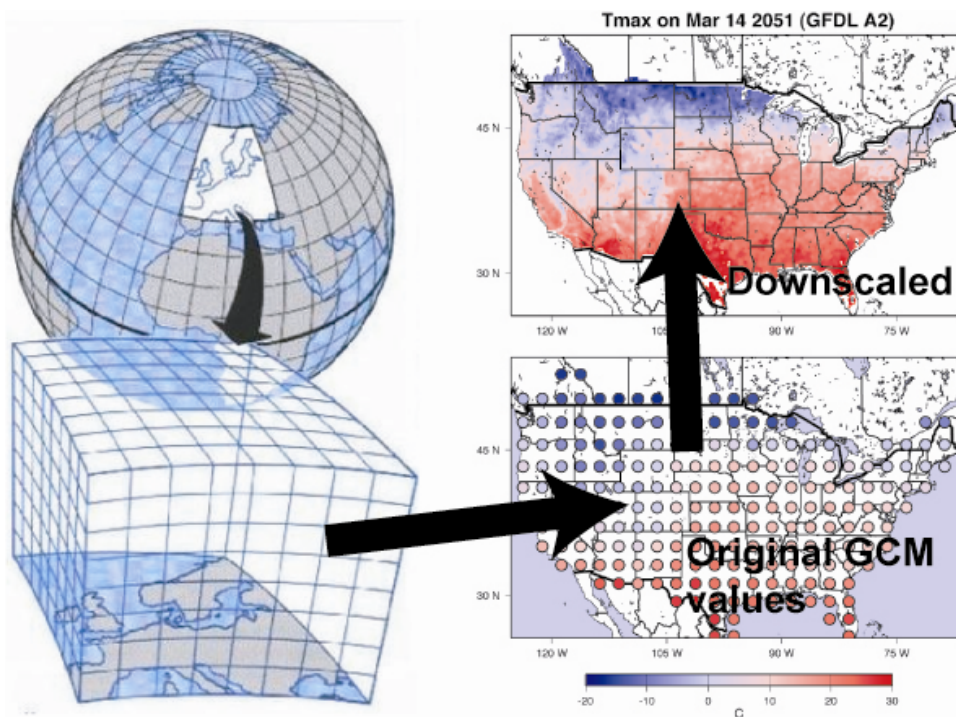 Tmax on Mar 14 2051 (GFDL A2)
45 N
30 N
Downscaled
120 W
105 W
90 W
75 W
45 N
Original GCM
values
30 N
120 W
105 W
90 W
75 W
-20
-10
0
10
20
30
C